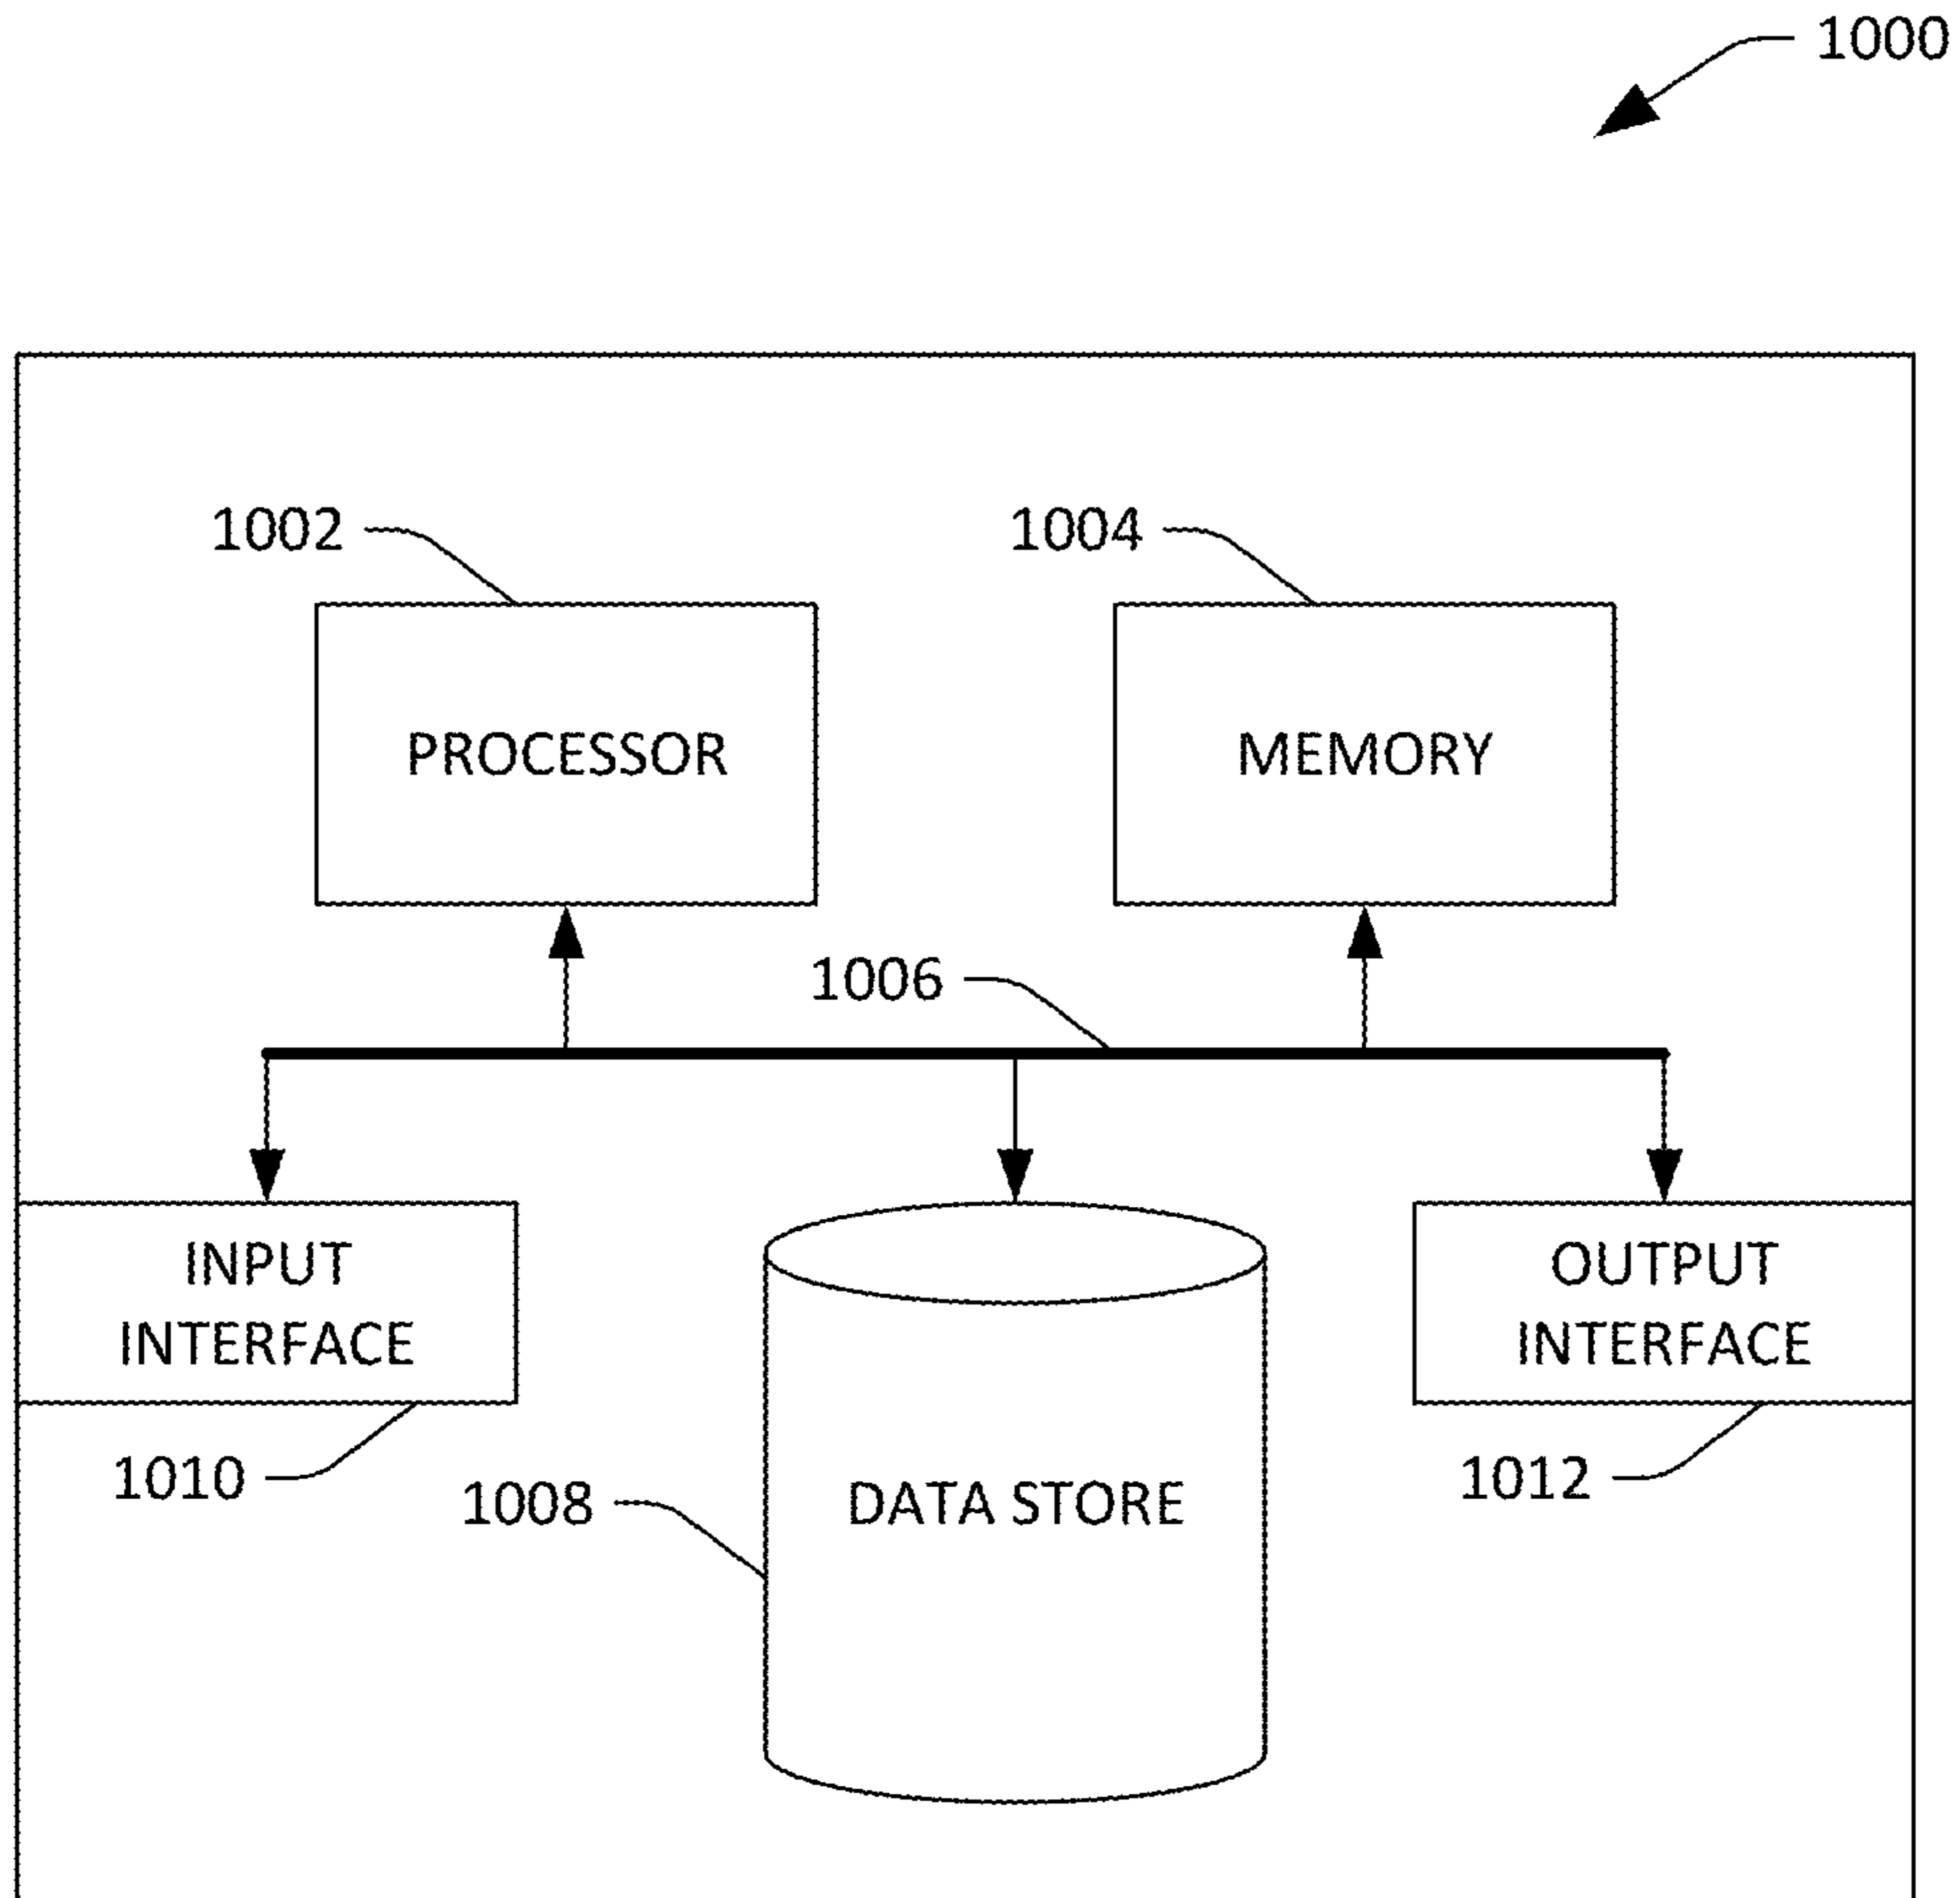 1000
1002
1004
PROCESSOR
MEMORY
1006
INPUT
INTERFACE
OUTPUT
INTERFACE
1010
1008
DATA STORE
1012